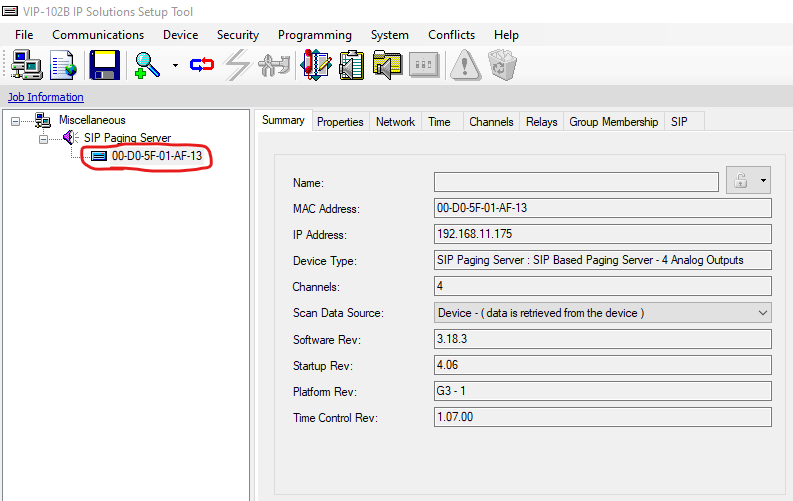 VIP-102B IP Solutions Setup Tool
File Communications Device Security Programming System Conflicts Help
Job Information
Miscellaneous
SIP Paging Server
00-D0-5F-01-AF-13
Summary Properties Network Time Channels Relays Group Membership SIP
Name:
MAC Address: 00-D0-5F-01-AF-13
IP Address: 192.168.11.175
Device Type: SIP Paging Server : SIP Based Paging Server - 4 Analog Outputs
Channels: 4
Scan Data Source: Device - ( data is retrieved from the device )
Software Rev: 3.18.3
Startup Rev: 4.06
Platform Rev: G3 - 1
Time Control Rev: 1.07.00